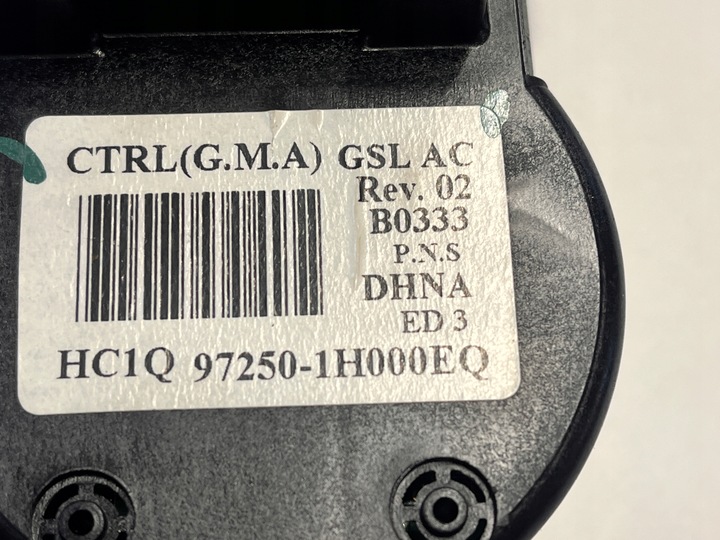 CTRL(G.M.A) GSL AC
Rev. 02
B0333
P.N.S
DHNA
ED 3
HC1Q 97250-1H000EQ